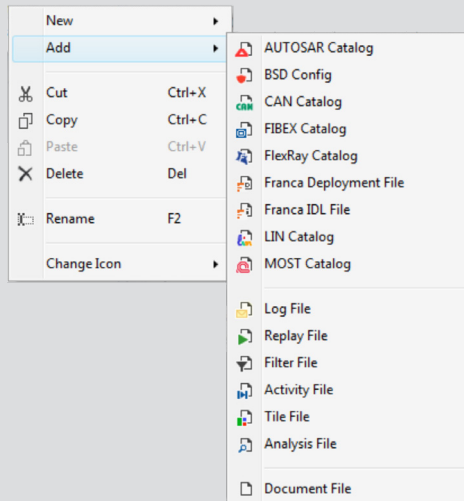 New
Add
Cut Ctrl+X
Copy Ctrl+C
Paste Ctrl+V
Delete Del
Rename F2
Change Icon
AUTOSAR Catalog
BSD Config
CAN Catalog
FIBEX Catalog
FlexRay Catalog
Franca Deployment File
Franca IDL File
LIN Catalog
MOST Catalog
Log File
Replay File
Filter File
Activity File
Tile File
Analysis File
Document File